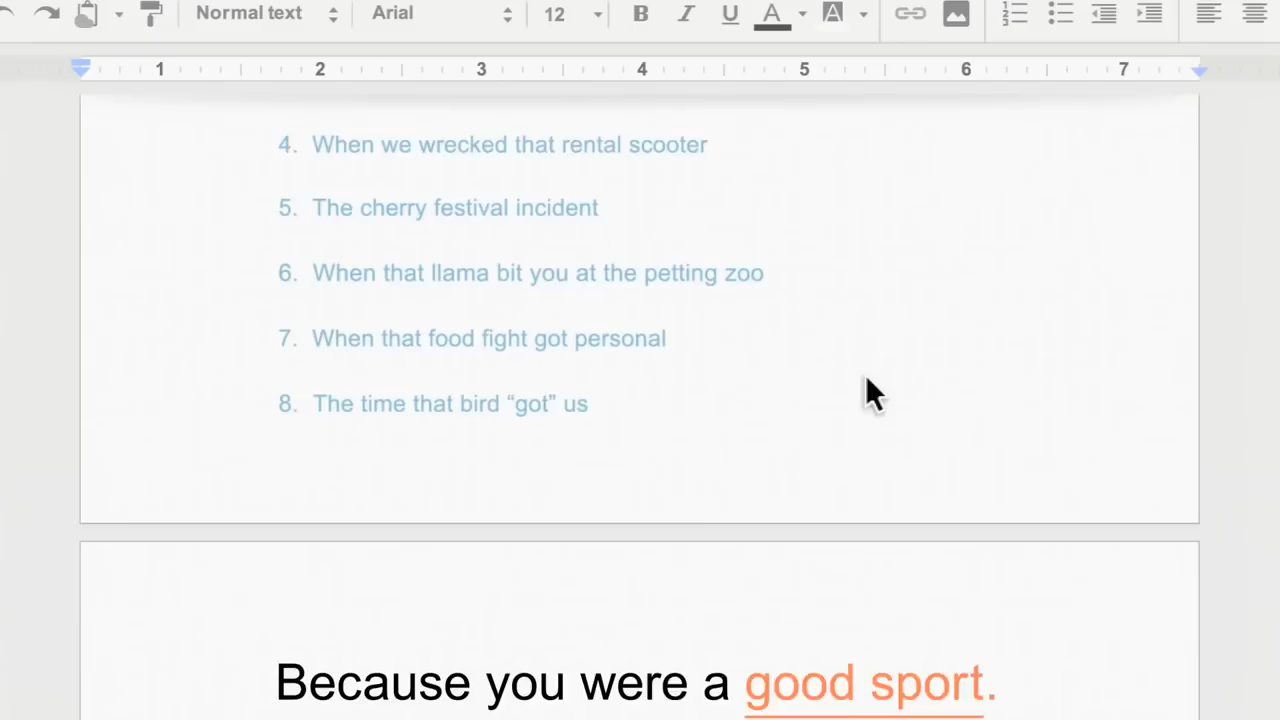 Normal text Arial 12 B I U A A
1 2 3 4 5 6 7
4. When we wrecked that rental scooter
5. The cherry festival incident
6. When that llama bit you at the petting zoo
7. When that food fight got personal
8. The time that bird “got” us
Because you were a good sport.